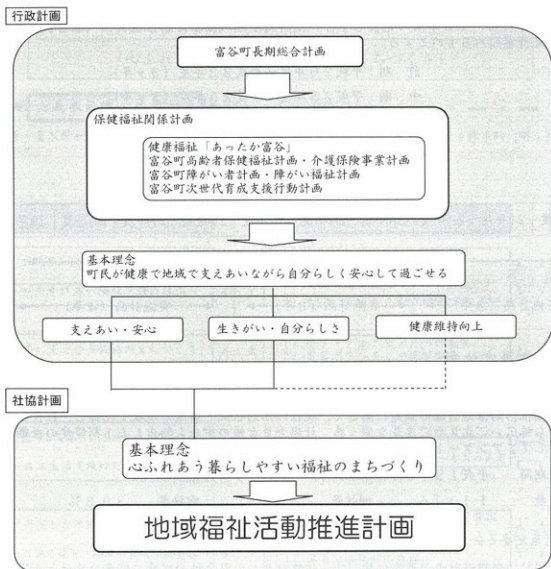 行政計画
富谷町長期総合計画
保健福祉関係計画
健康福祉「あったか富谷」
富谷町高齢者保健福祉計画・介護保険事業計画
富谷町障がい者計画・障がい福祉計画
富谷町次世代育成支援行動計画
基本理念
町民が健康で地域で支えあいながら自分らしく安心して過ごせる
支えあい・安心
生きがい・自分らしさ
健康維持向上
社協計画
基本理念
心ふれあう暮らしやすい福祉のまちづくり
地域福祉活動推進計画